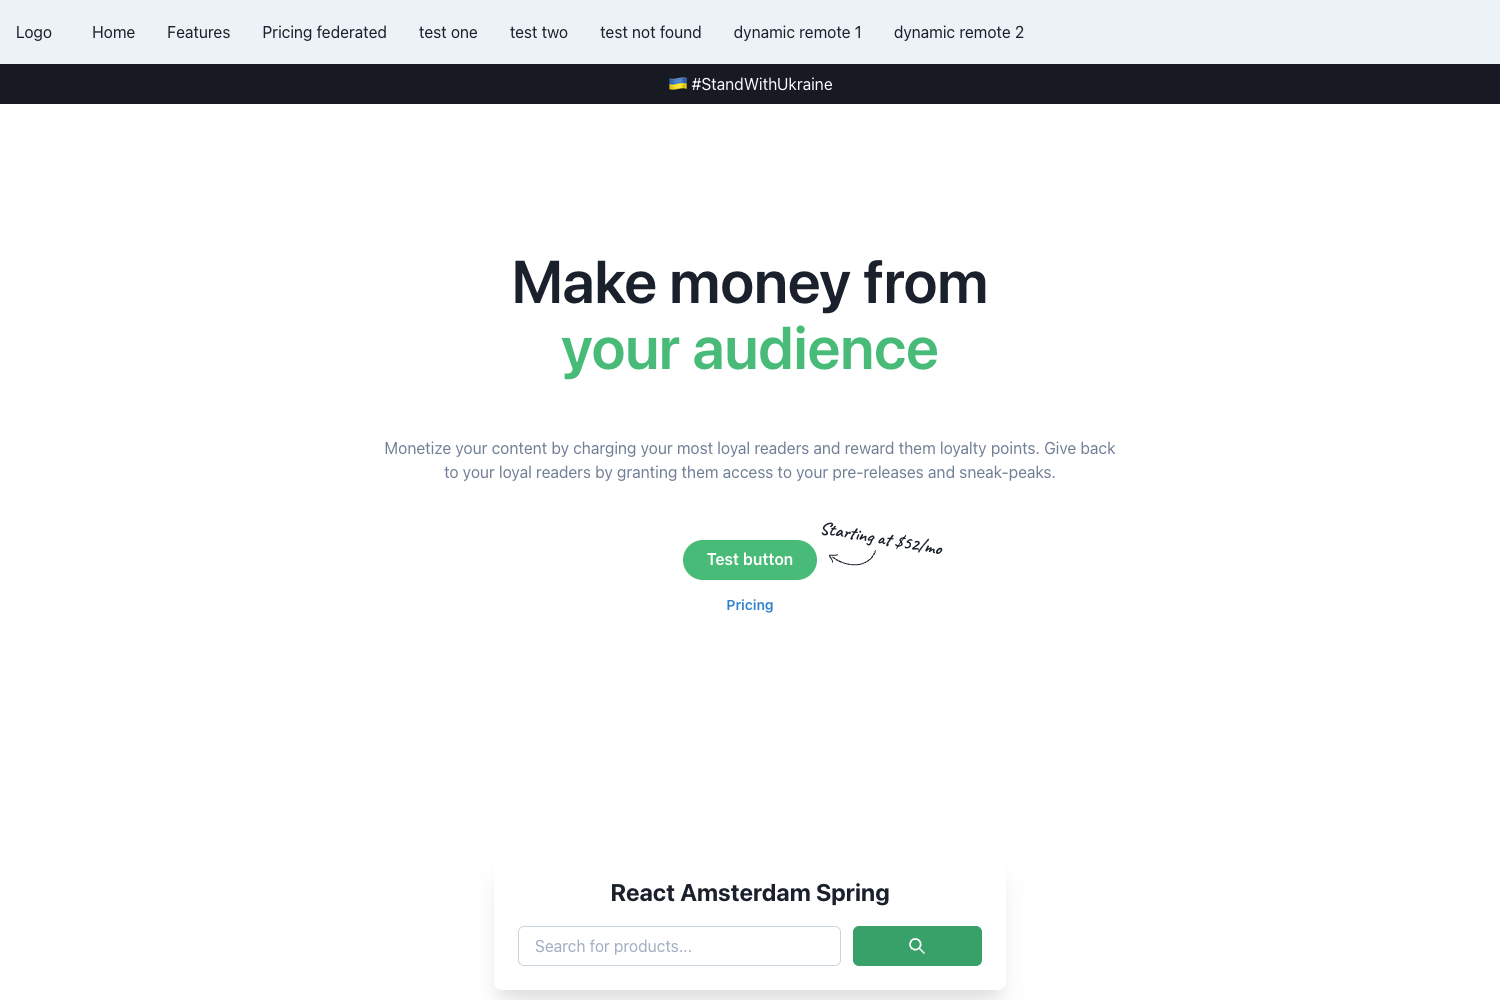 Logo Home Features Pricing federated test one test two test not found dynamic remote 1 dynamic remote 2
🇺🇦 #StandWithUkraine
Make money from
your audience
Monetize your content by charging your most loyal readers and reward them loyalty points. Give back
to your loyal readers by granting them access to your pre-releases and sneak-peaks.
Starting at $52/mo
Test button
Pricing
React Amsterdam Spring
Search for products...